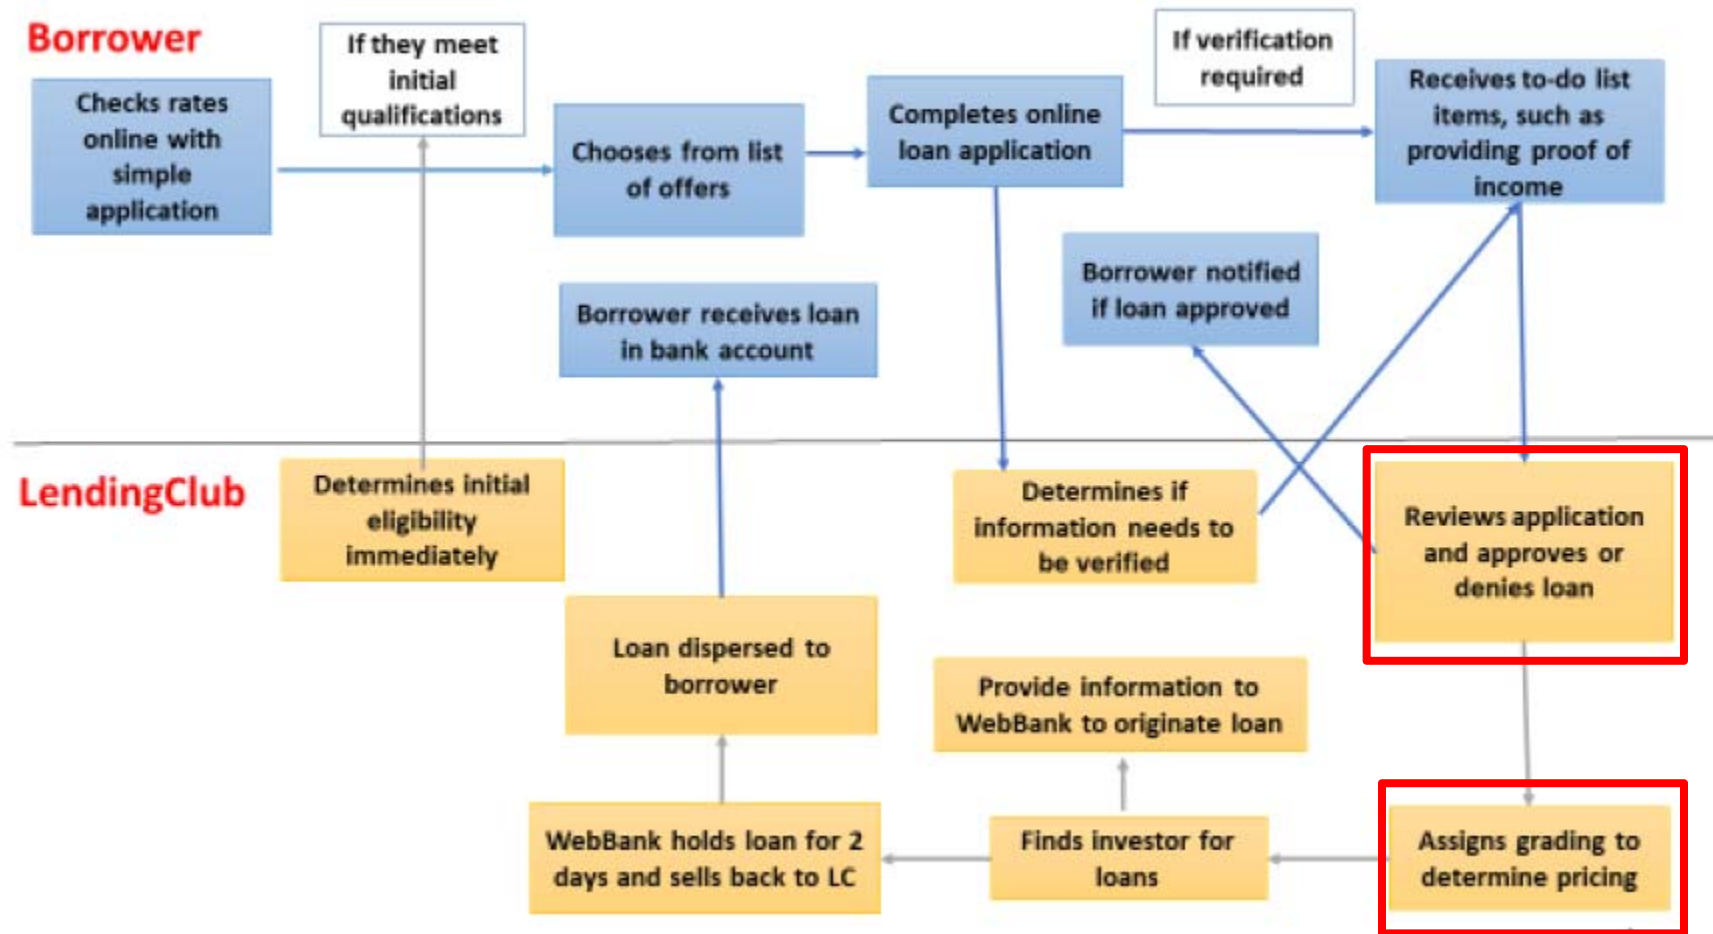 Borrower
Checks rates
online with
simple
application
If they meet
initial
qualifications
Chooses from list
of offers
Completes online
loan application
If verification
required
Receives to-do list
items, such as
providing proof of
income
Borrower notified
if loan approved
Borrower receives loan
in bank account
LendingClub
Determines initial
eligibility
immediately
Determines if
information needs to
be verified
Reviews application
and approves or
denies loan
Loan dispersed to
borrower
Provide information to
WebBank to originate loan
WebBank holds loan for 2
days and sells back to LC
Finds investor for
loans
Assigns grading to
determine pricing